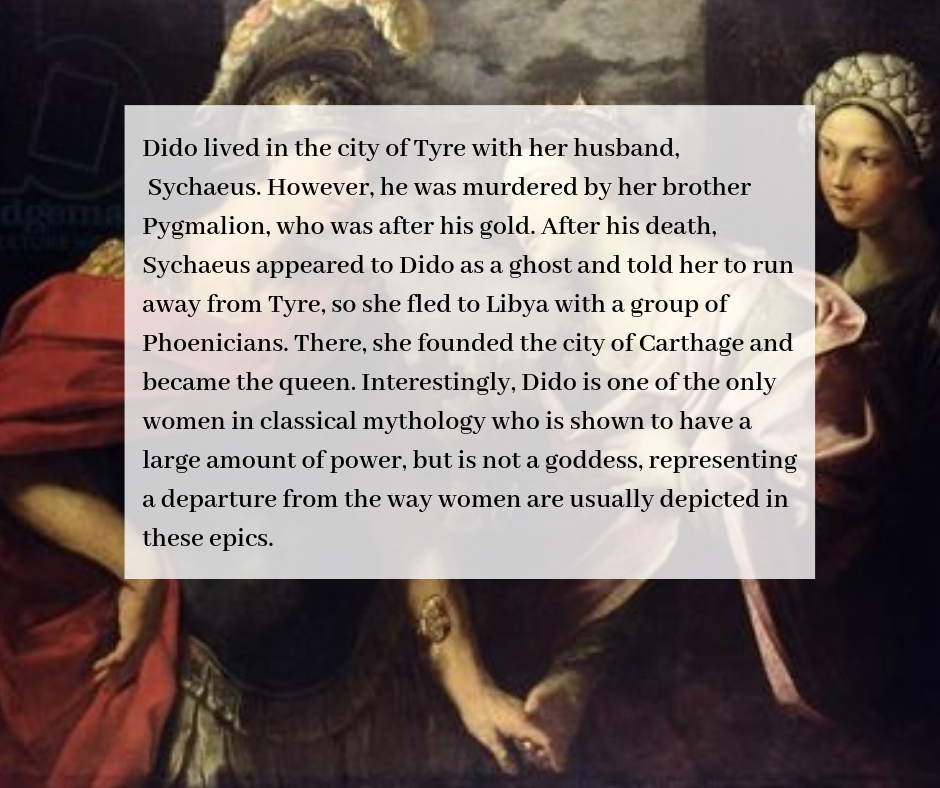 Dido lived in the city of Tyre with her husband,
Sychaeus. However, he was murdered by her brother
Pygmalion, who was after his gold. After his death,
Sychaeus appeared to Dido as a ghost and told her to run
away from Tyre, so she fled to Libya with a group of
Phoenicians. There, she founded the city of Carthage and
became the queen. Interestingly, Dido is one of the only
women in classical mythology who is shown to have a
large amount of power, but is not a goddess, representing
a departure from the way women are usually depicted in
these epics.